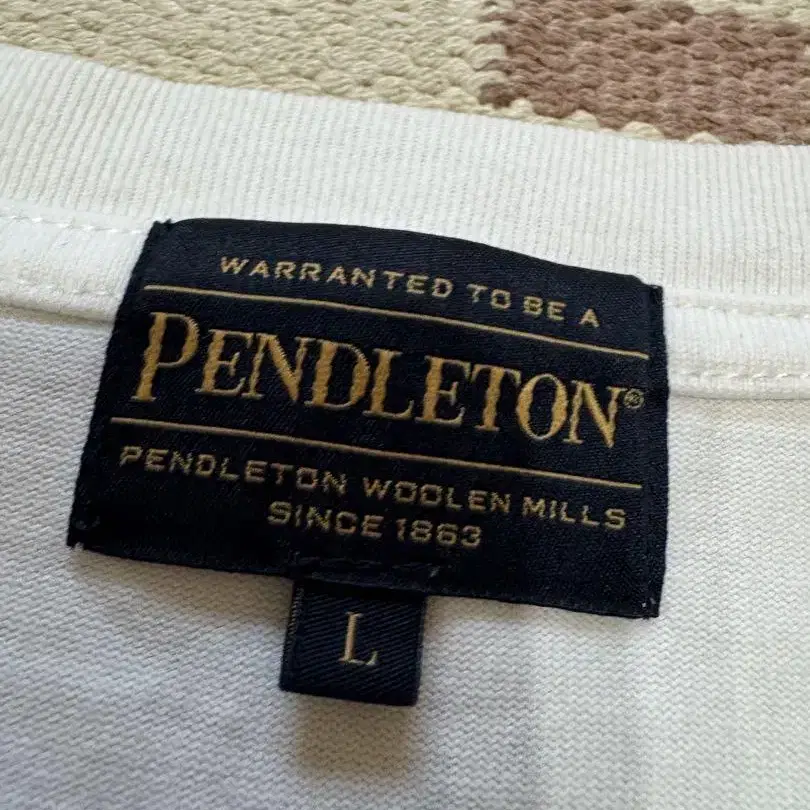 WARRANTED TO BE A
PENDLETON®
PENDLETON WOOLEN MILLS
SINCE 1863
L